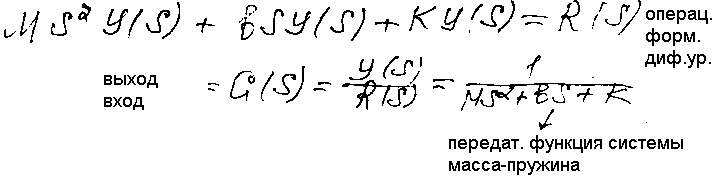 MS² Y(S) + BSY(S) + KY(S) = R(S) операц.
форм.
диф.ур.
выход
вход
= G(S) = Y(S)/R(S) = 1/MS²+BS+K
передат. функция системы
масса-пружина